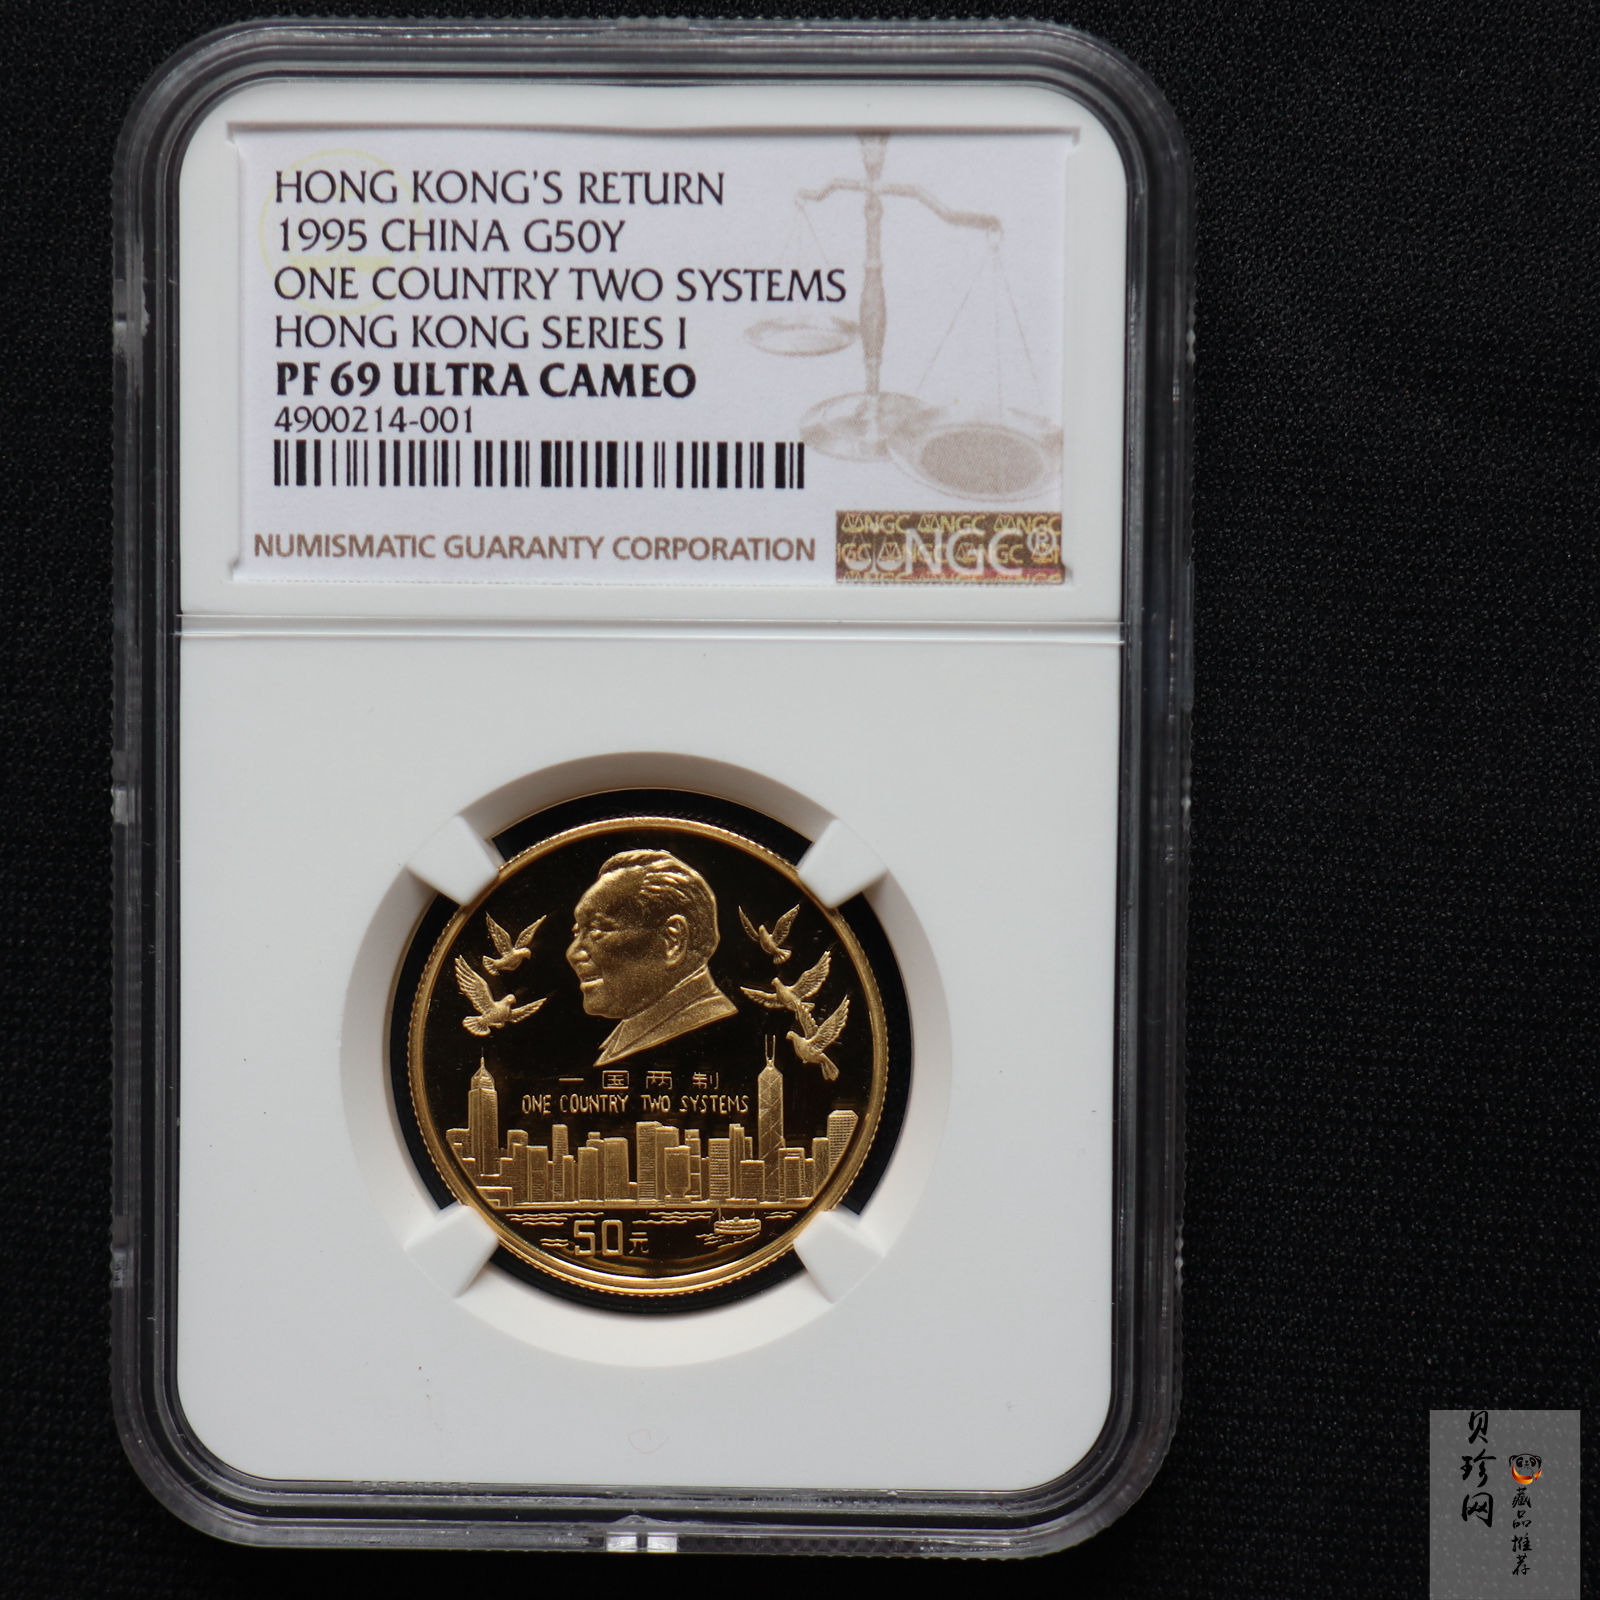 HONG KONG'S RETURN
1995 CHINA G50Y
ONE COUNTRY TWO SYSTEMS
HONG KONG SERIES I
PF 69 ULTRA CAMEO
4900214-001
NUMISMATIC GUARANTY CORPORATION
NGC®
一国两制
ONE COUNTRY TWO SYSTEMS
50元
贝珍网
藏品推荐